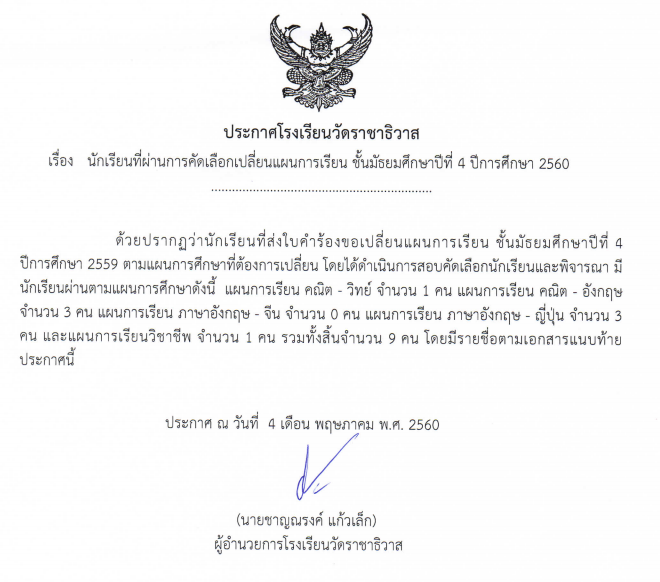 ประกาศโรงเรียนวัดราชาธิวาส
เรื่อง นักเรียนที่ผ่านการคัดเลือกเปลี่ยนแผนการเรียน ชั้นมัธยมศึกษาปีที่ 4 ปีการศึกษา 2560
................................................................
ด้วยปรากฏว่านักเรียนที่ส่งใบคำร้องขอเปลี่ยนแผนการเรียน ชั้นมัธยมศึกษาปีที่ 4
ปีการศึกษา 2559 ตามแผนการศึกษาที่ต้องการเปลี่ยน โดยได้ดำเนินการสอบคัดเลือกนักเรียนและพิจารณา มี
นักเรียนผ่านตามแผนการศึกษาดังนี้ แผนการเรียน คณิต - วิทย์ จำนวน 1 คน แผนการเรียน คณิต - อังกฤษ
จำนวน 3 คน แผนการเรียน ภาษาอังกฤษ - จีน จำนวน 0 คน แผนการเรียน ภาษาอังกฤษ - ญี่ปุ่น จำนวน 3
คน และแผนการเรียนวิชาชีพ จำนวน 1 คน รวมทั้งสิ้นจำนวน 9 คน โดยมีรายชื่อตามเอกสารแนบท้าย
ประกาศนี้
ประกาศ ณ วันที่ 4 เดือน พฤษภาคม พ.ศ. 2560
(นายชาญณรงค์ แก้วเล็ก)
ผู้อำนวยการโรงเรียนวัดราชาธิวาส